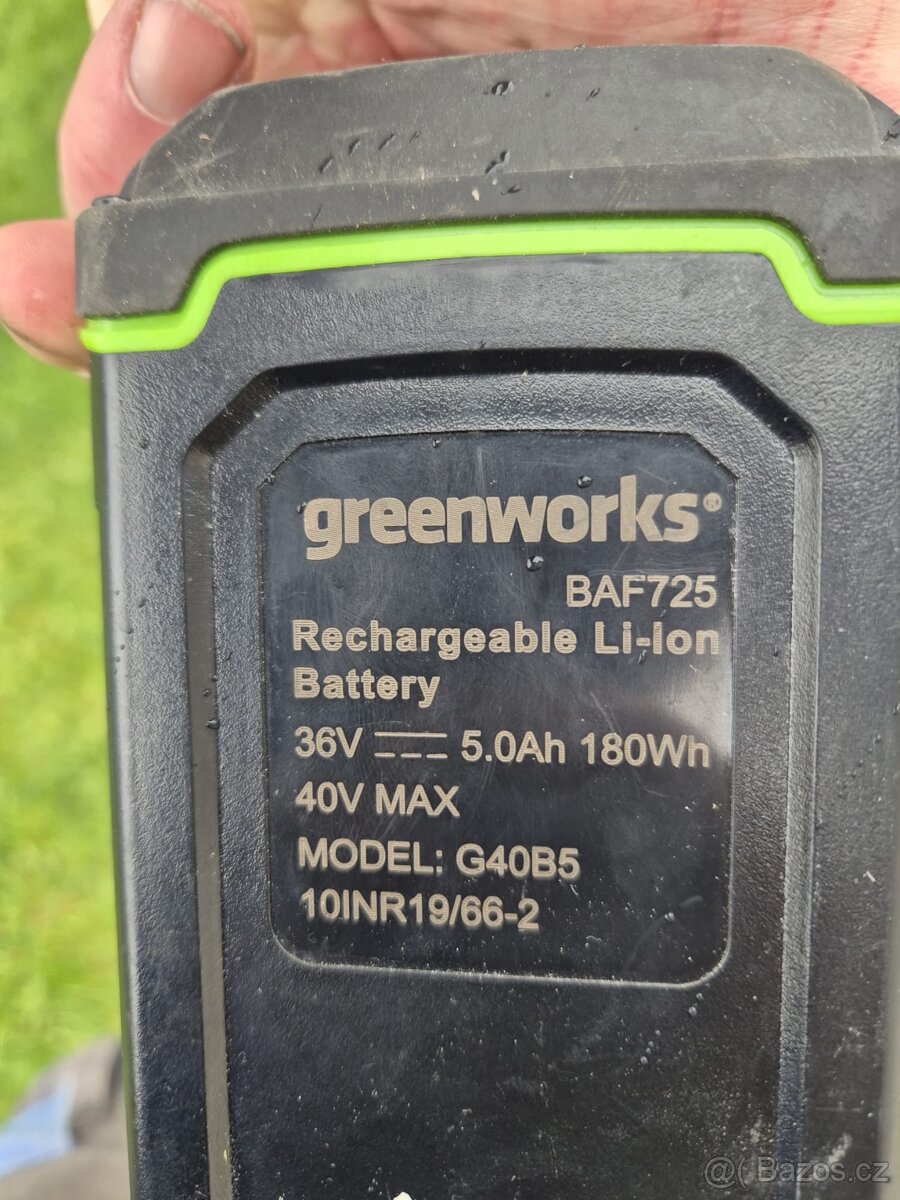 greenworks®
BAF725
Rechargeable Li-Ion
Battery
36V 5.0Ah 180Wh
40V MAX
MODEL: G40B5
10INR19/66-2
@( Bazos.cz